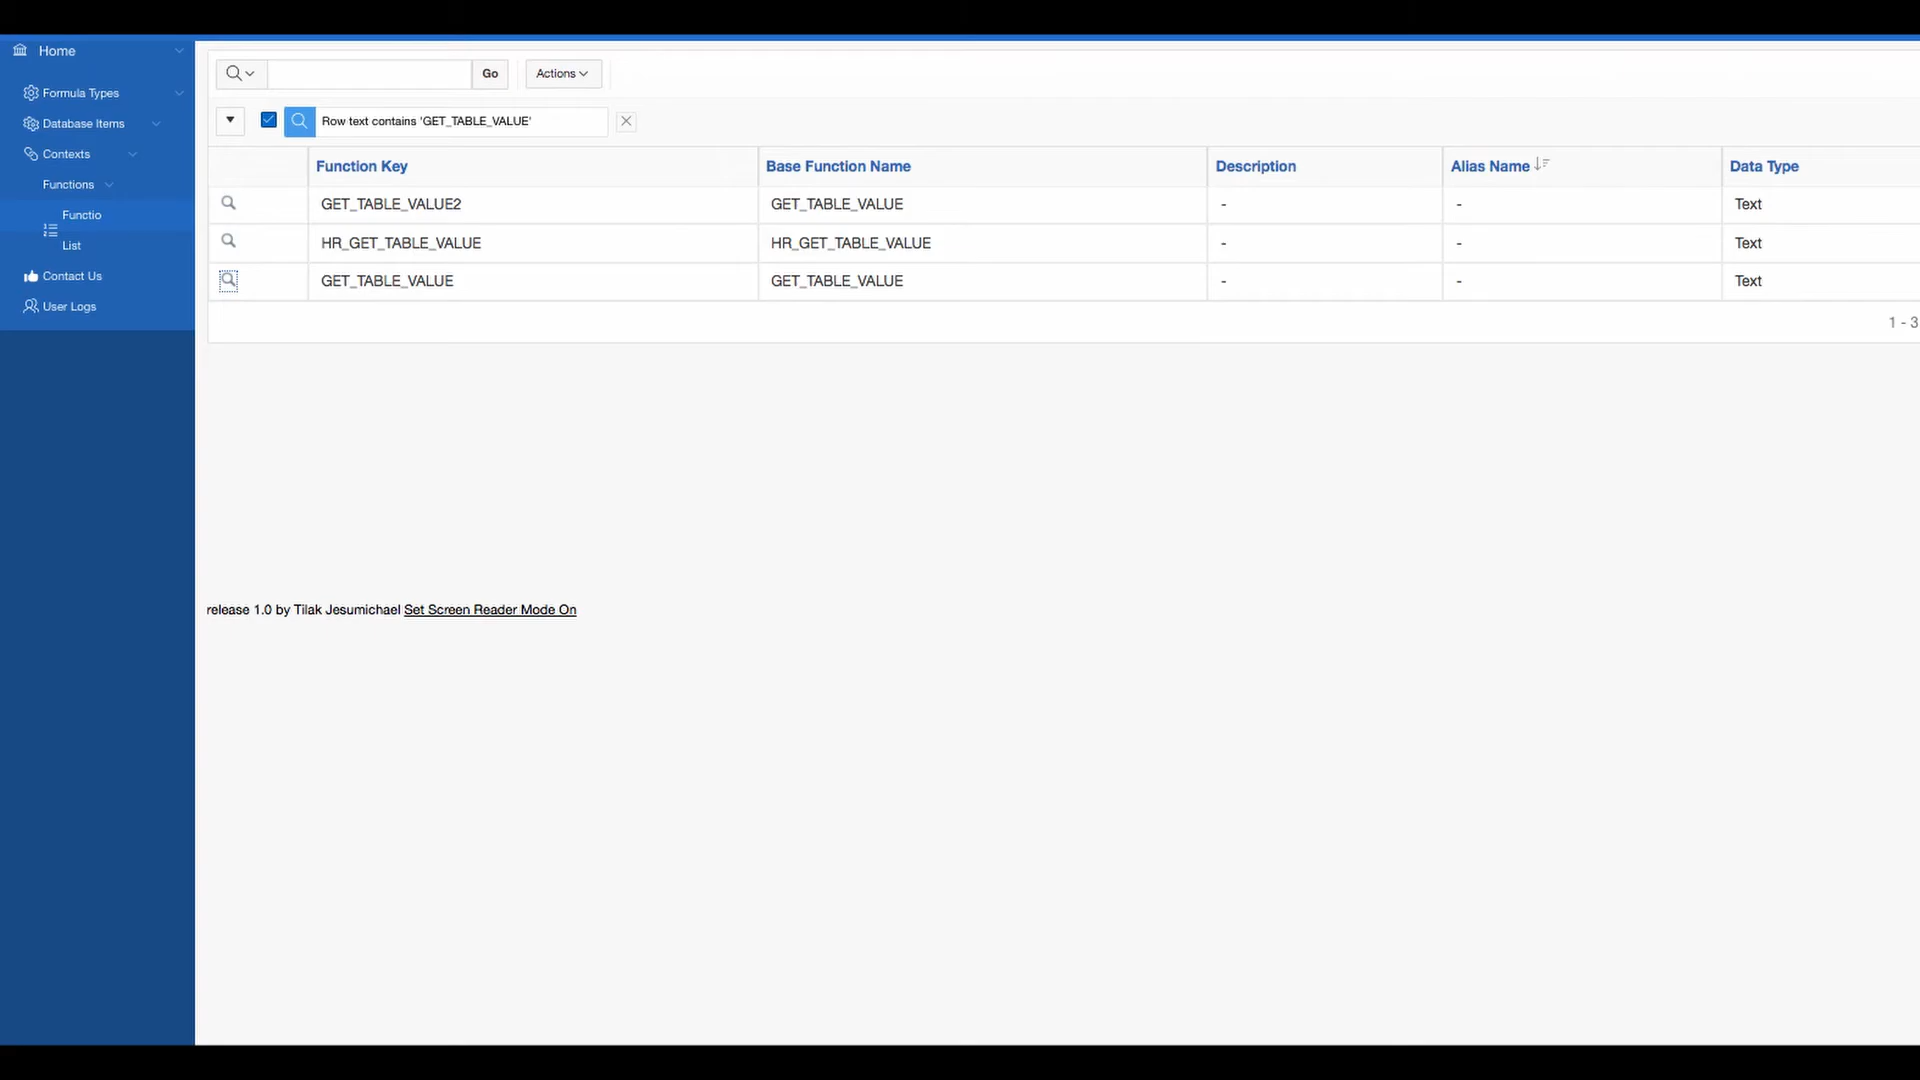 Home
Formula Types
Database Items
Contexts
Functions
Functio
List
Contact Us
User Logs
Go
Actions
Row text contains 'GET_TABLE_VALUE'
Function Key Base Function Name Description Alias Name Data Type
GET_TABLE_VALUE2 GET_TABLE_VALUE - - Text
HR_GET_TABLE_VALUE HR_GET_TABLE_VALUE - - Text
GET_TABLE_VALUE GET_TABLE_VALUE - - Text
1 - 3
release 1.0 by Tilak Jesumichael Set Screen Reader Mode On